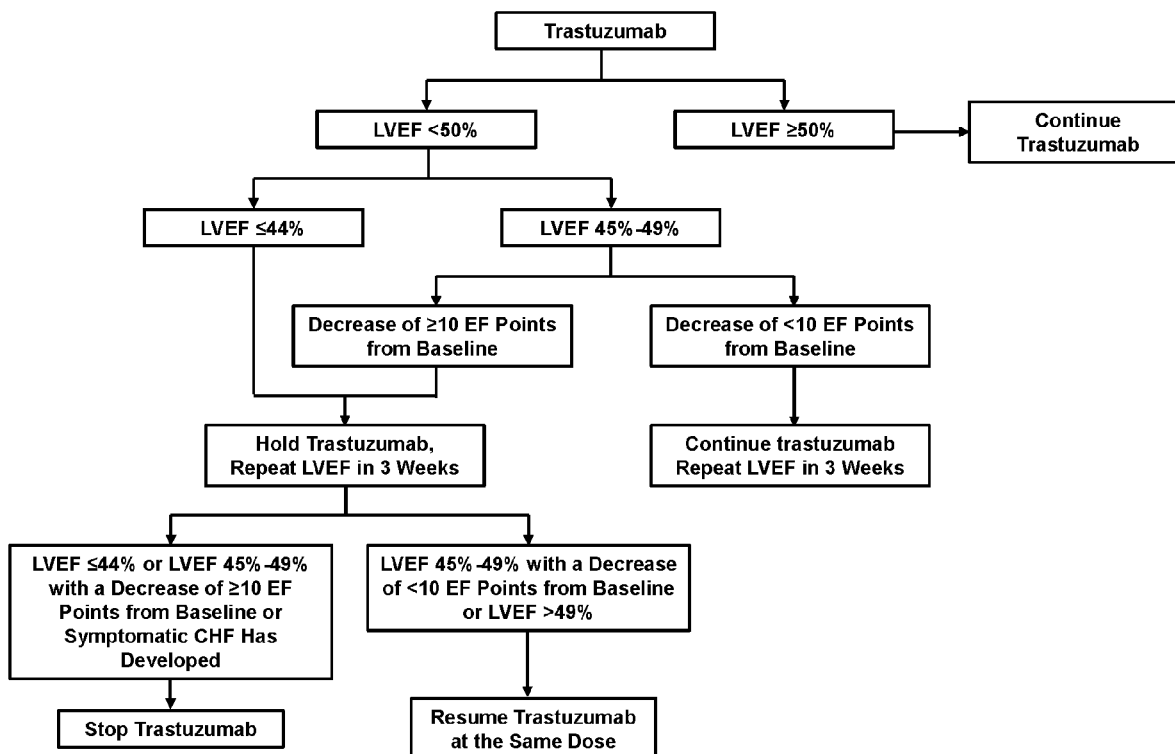 Trastuzumab
LVEF <50%
LVEF ≥50%
Continue
Trastuzumab
LVEF ≤44%
LVEF 45%-49%
Decrease of ≥10 EF Points
from Baseline
Decrease of <10 EF Points
from Baseline
Hold Trastuzumab,
Repeat LVEF in 3 Weeks
Continue trastuzumab
Repeat LVEF in 3 Weeks
LVEF ≤44% or LVEF 45%-49%
with a Decrease of ≥10 EF
Points from Baseline or
Symptomatic CHF Has
Developed
LVEF 45%-49% with a Decrease
of <10 EF Points from Baseline
or LVEF >49%
Stop Trastuzumab
Resume Trastuzumab
at the Same Dose